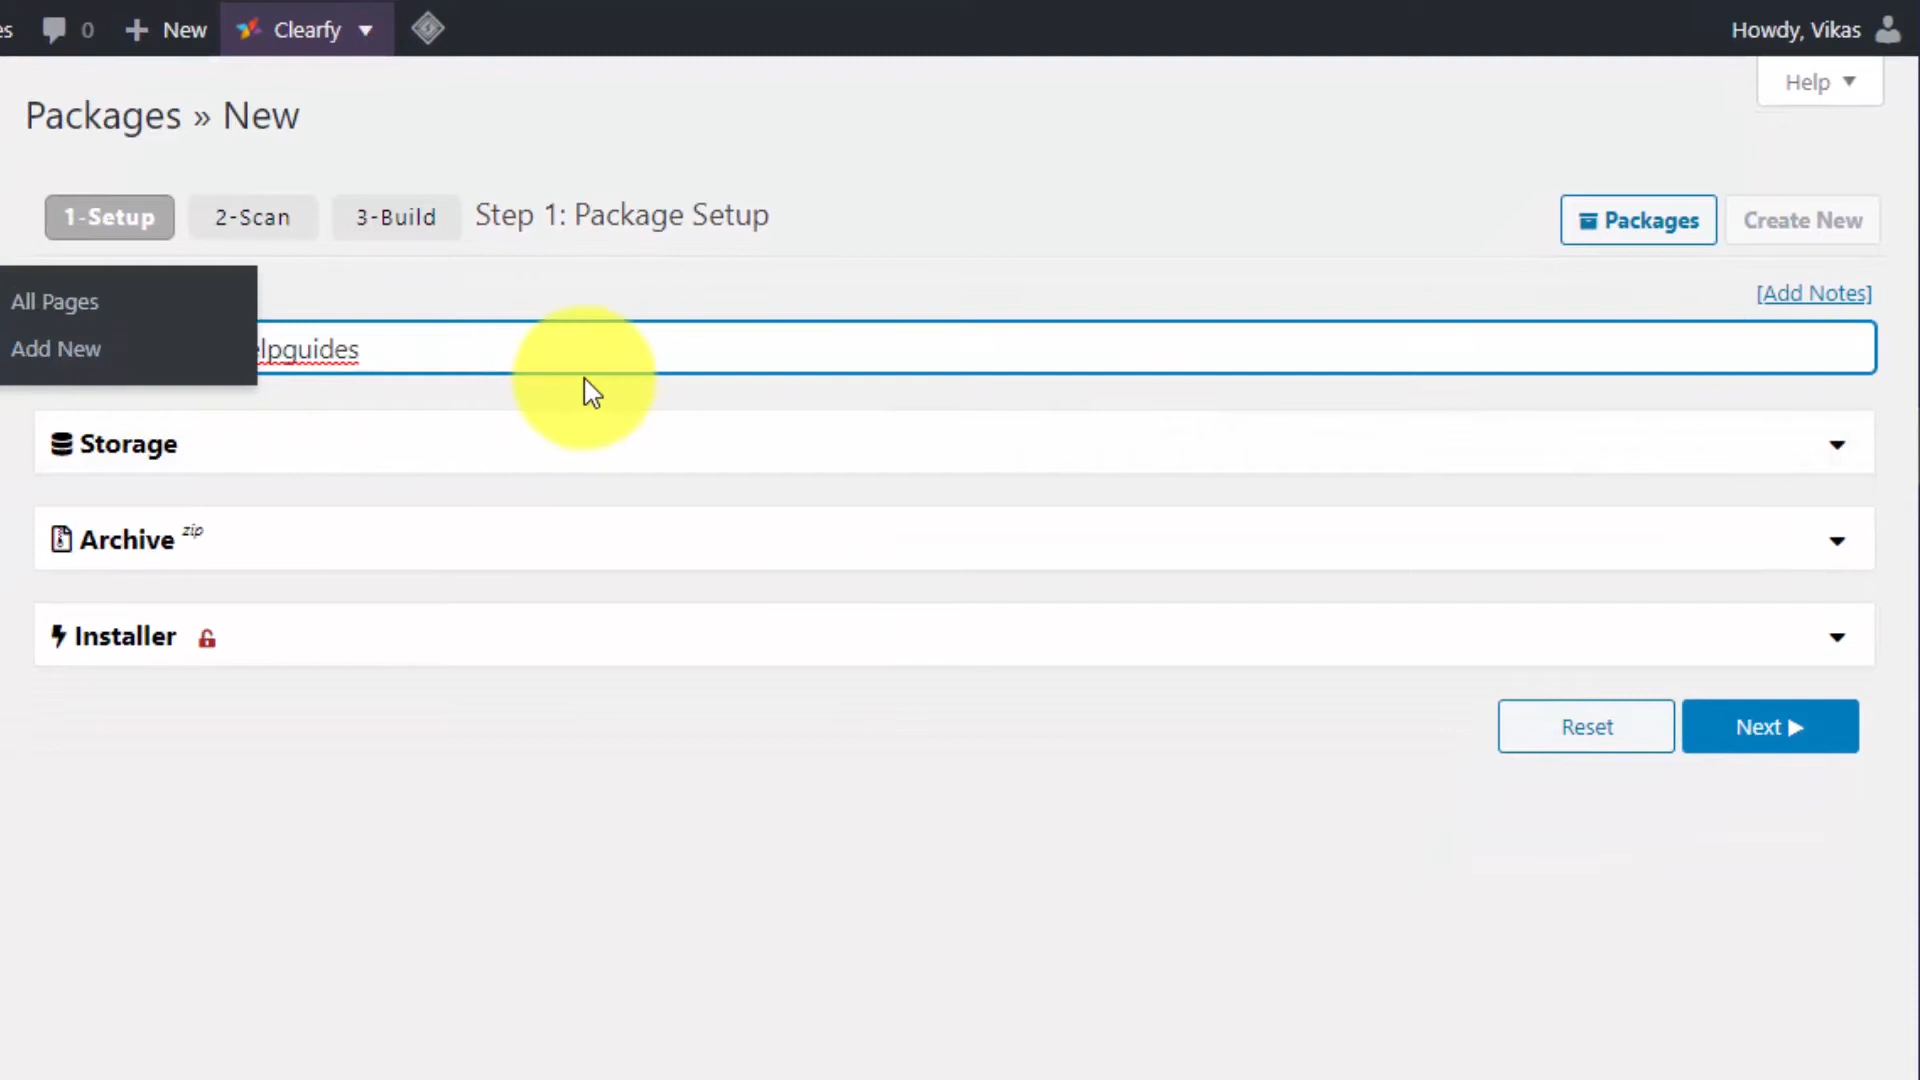 0 New Clearfy Howdy, Vikas
Help
Packages » New
1-Setup 2-Scan 3-Build Step 1: Package Setup Packages Create New
All Pages
[Add Notes]
Add New
elpguides
Storage
Archive zip
Installer
Reset Next